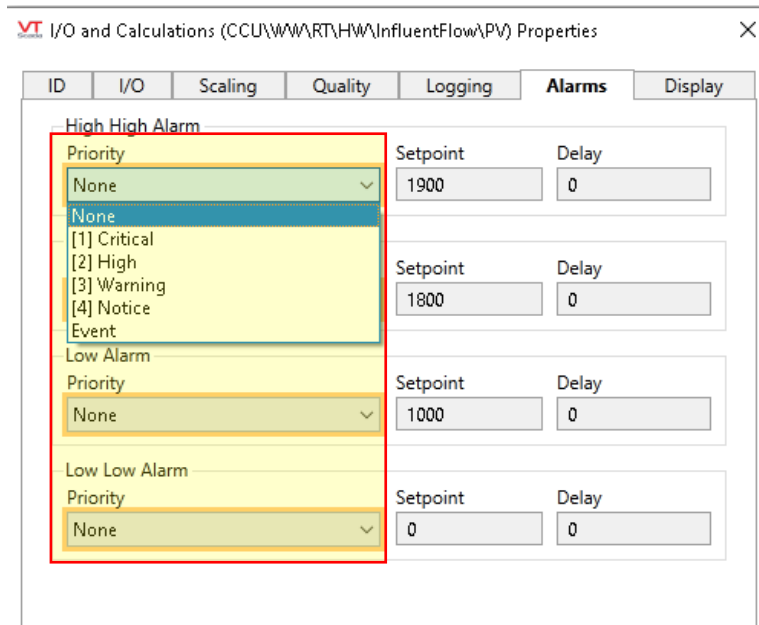 VTScada I/O and Calculations (CCU\WW\RT\HW\InfluentFlow\PV) Properties
ID I/O Scaling Quality Logging Alarms Display
High High Alarm
Priority Setpoint Delay
None 1900 0
None
[1] Critical
[2] High Setpoint Delay
[3] Warning
[4] Notice 1800 0
Event
Low Alarm
Priority Setpoint Delay
None 1000 0
Low Low Alarm
Priority Setpoint Delay
None 0 0